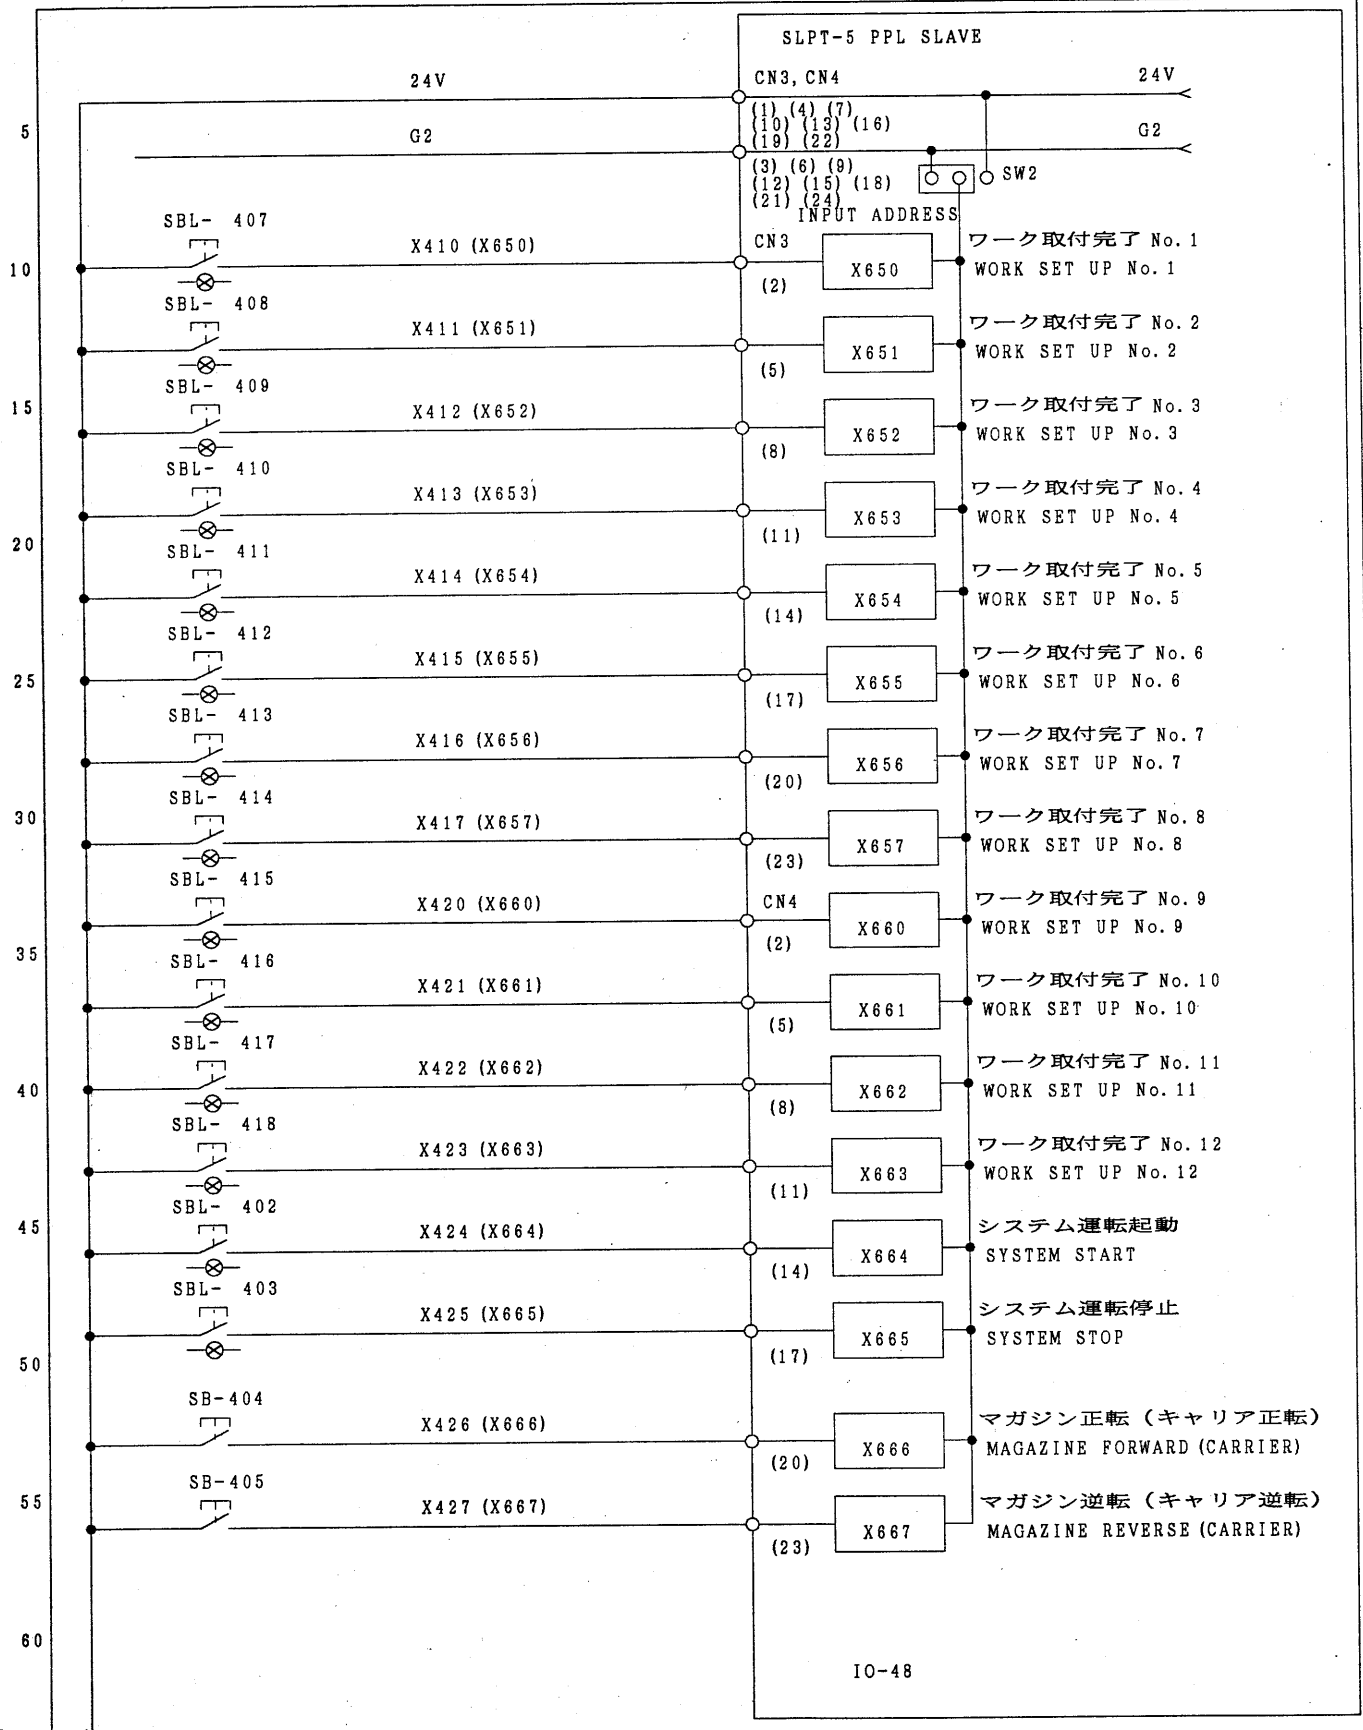 SLPT-5 PPL SLAVE
24V CN3, CN4 24V
(1) (4) (7)
(10) (13) (16)
(19) (22)
5 G2 G2
(3) (6) (9)
(12) (15) (18)
(21) (24)
SW2
INPUT ADDRESS
SBL- 407
X410 (X650) CN3 ワーク取付完了 No. 1
10 (2) X650 WORK SET UP No. 1
SBL- 408
X411 (X651) ワーク取付完了 No. 2
(5) X651 WORK SET UP No. 2
SBL- 409
15 X412 (X652) ワーク取付完了 No. 3
(8) X652 WORK SET UP No. 3
SBL- 410
X413 (X653) ワーク取付完了 No. 4
(11) X653 WORK SET UP No. 4
20 SBL- 411
X414 (X654) ワーク取付完了 No. 5
(14) X654 WORK SET UP No. 5
SBL- 412
X415 (X655) ワーク取付完了 No. 6
25 (17) X655 WORK SET UP No. 6
SBL- 413
X416 (X656) ワーク取付完了 No. 7
(20) X656 WORK SET UP No. 7
SBL- 414
30 X417 (X657) ワーク取付完了 No. 8
(23) X657 WORK SET UP No. 8
SBL- 415
X420 (X660) CN4 ワーク取付完了 No. 9
(2) X660 WORK SET UP No. 9
35 SBL- 416
X421 (X661) ワーク取付完了 No. 10
(5) X661 WORK SET UP No. 10
SBL- 417
X422 (X662) ワーク取付完了 No. 11
40 (8) X662 WORK SET UP No. 11
SBL- 418
X423 (X663) ワーク取付完了 No. 12
(11) X663 WORK SET UP No. 12
SBL- 402
45 X424 (X664) システム運転起動
(14) X664 SYSTEM START
SBL- 403
X425 (X665) システム運転停止
(17) X665 SYSTEM STOP
50
SB-404
X426 (X666) マガジン正転 (キャリア正転)
(20) X666 MAGAZINE FORWARD (CARRIER)
SB-405
55 X427 (X667) マガジン逆転 (キャリア逆転)
(23) X667 MAGAZINE REVERSE (CARRIER)
60
IO-48